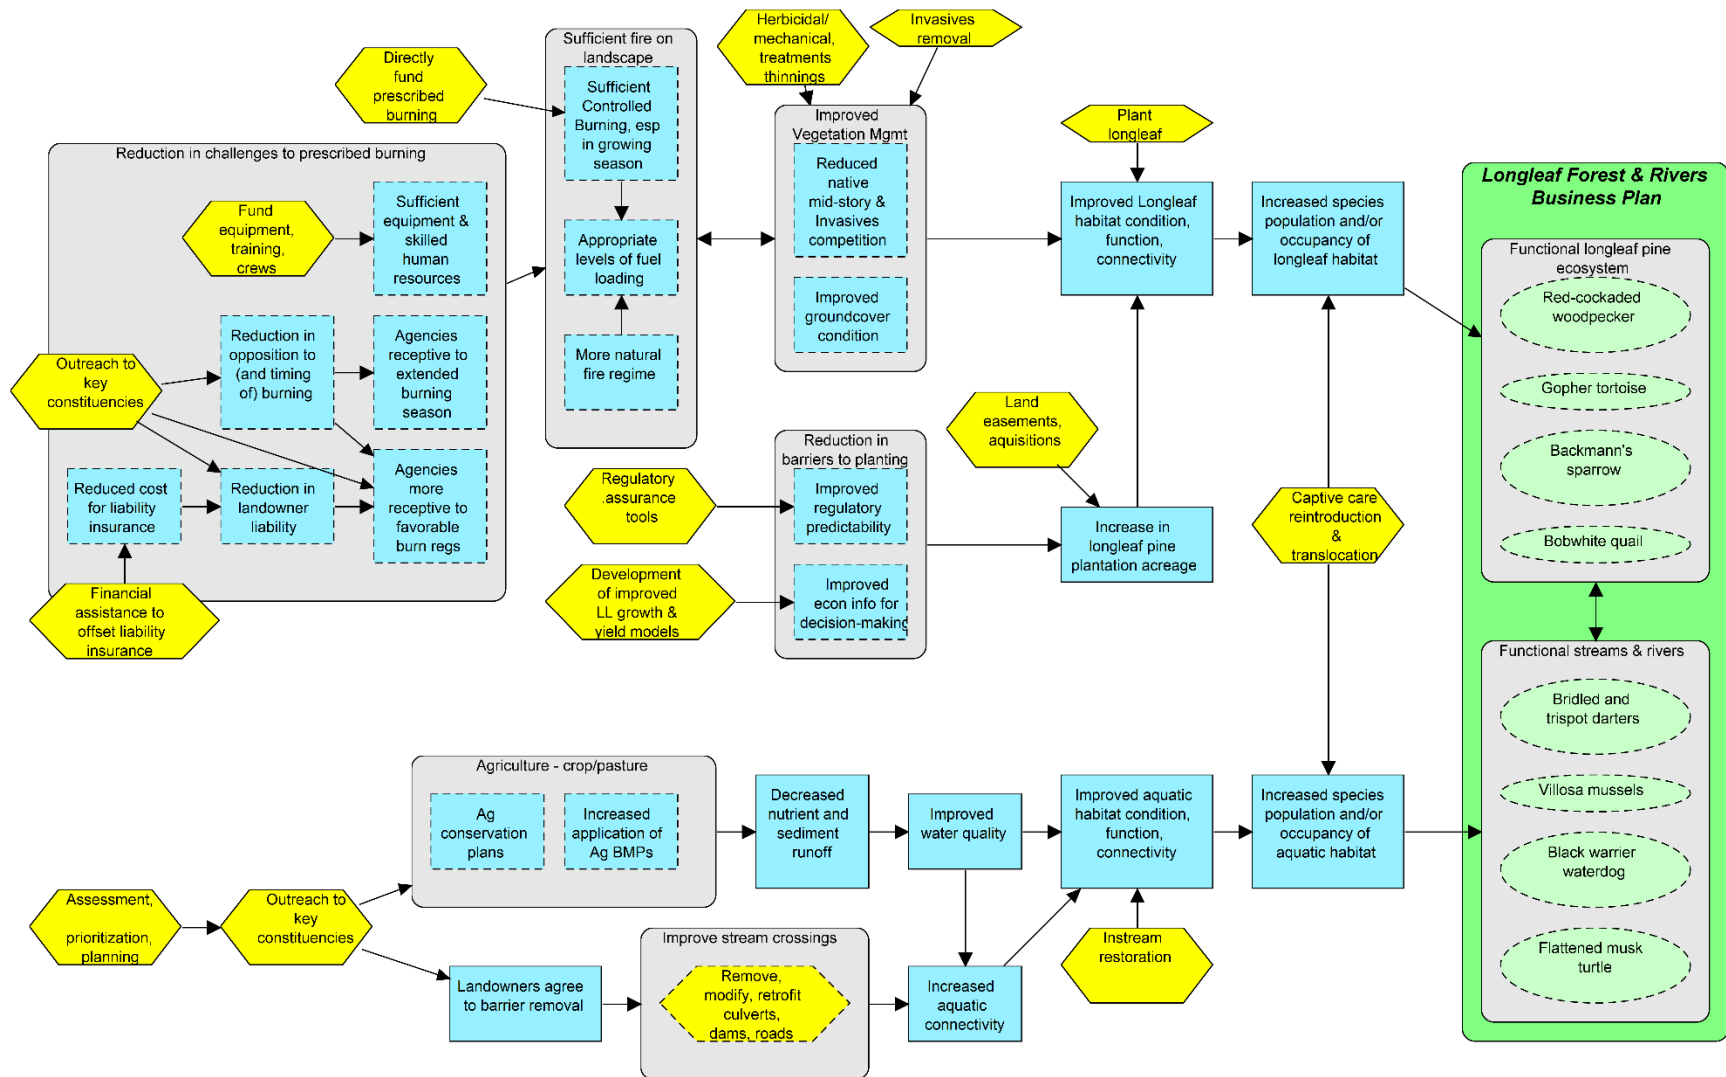 Herbicidal/
mechanical,
treatments
thinnings
Invasives
removal
Sufficient fire on
landscape
Directly
fund
prescribed
burning
Sufficient
Controlled
Burning, esp
in growing
season
Appropriate
levels of fuel
loading
More natural
fire regime
Improved
Vegetation Mgmt
Reduced
native
mid-story &
Invasives
competition
Improved
groundcover
condition
Plant
longleaf
Reduction in challenges to prescribed burning
Fund
equipment,
training,
crews
Sufficient
equipment &
skilled
human
resources
Outreach to
key
constituencies
Reduction in
opposition to
(and timing
of) burning
Agencies
receptive to
extended
burning
season
Reduced cost
for liability
insurance
Reduction in
landowner
liability
Agencies
more
receptive to
favorable
burn regs
Financial
assistance to
offset liability
insurance
Improved Longleaf
habitat condition,
function,
connectivity
Increased species
population and/or
occupancy of
longleaf habitat
Land
easements,
aquisitions
Reduction in
barriers to planting
Regulatory
.assurance
tools
Improved
regulatory
predictability
Development
of improved
LL growth &
yield models
Improved
econ info for
decision-making
Increase in
longleaf pine
plantation acreage
Captive care
reintroduction
&
translocation
Longleaf Forest & Rivers
Business Plan
Functional longleaf pine
ecosystem
Red-cockaded
woodpecker
Gopher tortoise
Backmann's
sparrow
Bobwhite quail
Functional streams & rivers
Bridled and
trispot darters
Villosa mussels
Black warrior
waterdog
Flattened musk
turtle
Agriculture - crop/pasture
Ag
conservation
plans
Increased
application of
Ag BMPs
Decreased
nutrient and
sediment
runoff
Improved
water quality
Improved aquatic
habitat condition,
function,
connectivity
Increased species
population and/or
occupancy of
aquatic habitat
Assessment,
prioritization,
planning
Outreach to
key
constituencies
Landowners agree
to barrier removal
Improve stream crossings
Remove,
modify, retrofit
culverts,
dams, roads
Increased
aquatic
connectivity
Instream
restoration